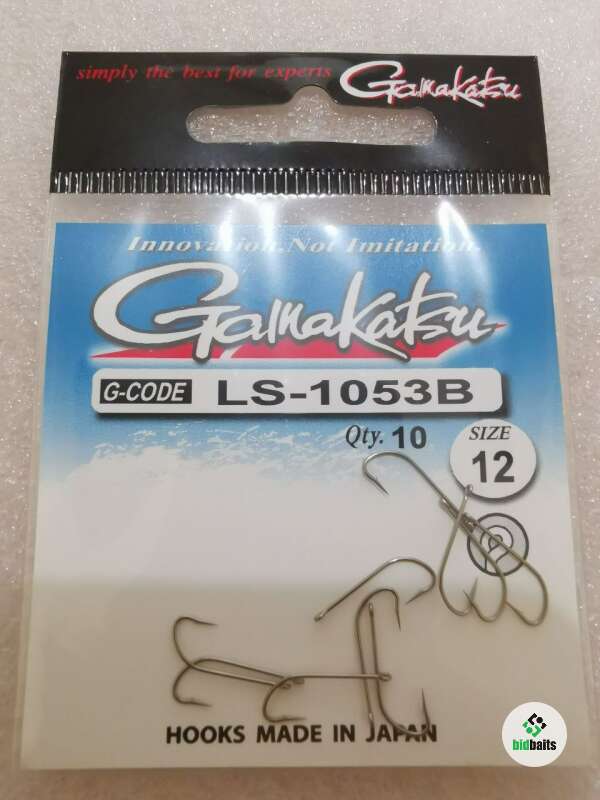 simply the best for experts Gamakatsu
Innovation, Not Imitation.
Gamakatsu
G-CODE LS-1053B
Qty. 10
SIZE
12
HOOKS MADE IN JAPAN
bidbaits